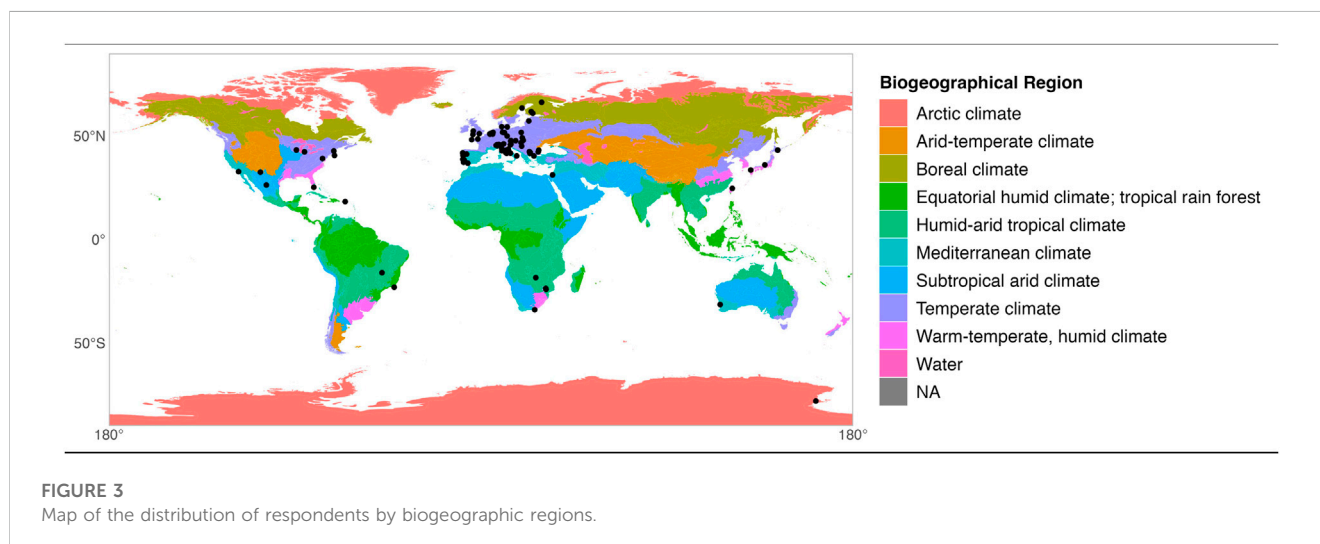 Biogeographical Region
Arctic climate
Arid-temperate climate
Boreal climate
Equatorial humid climate; tropical rain forest
Humid-arid tropical climate
Mediterranean climate
Subtropical arid climate
Temperate climate
Warm-temperate, humid climate
Water
NA
50°N
0°
50°S
180°
180°
FIGURE 3
Map of the distribution of respondents by biogeographic regions.